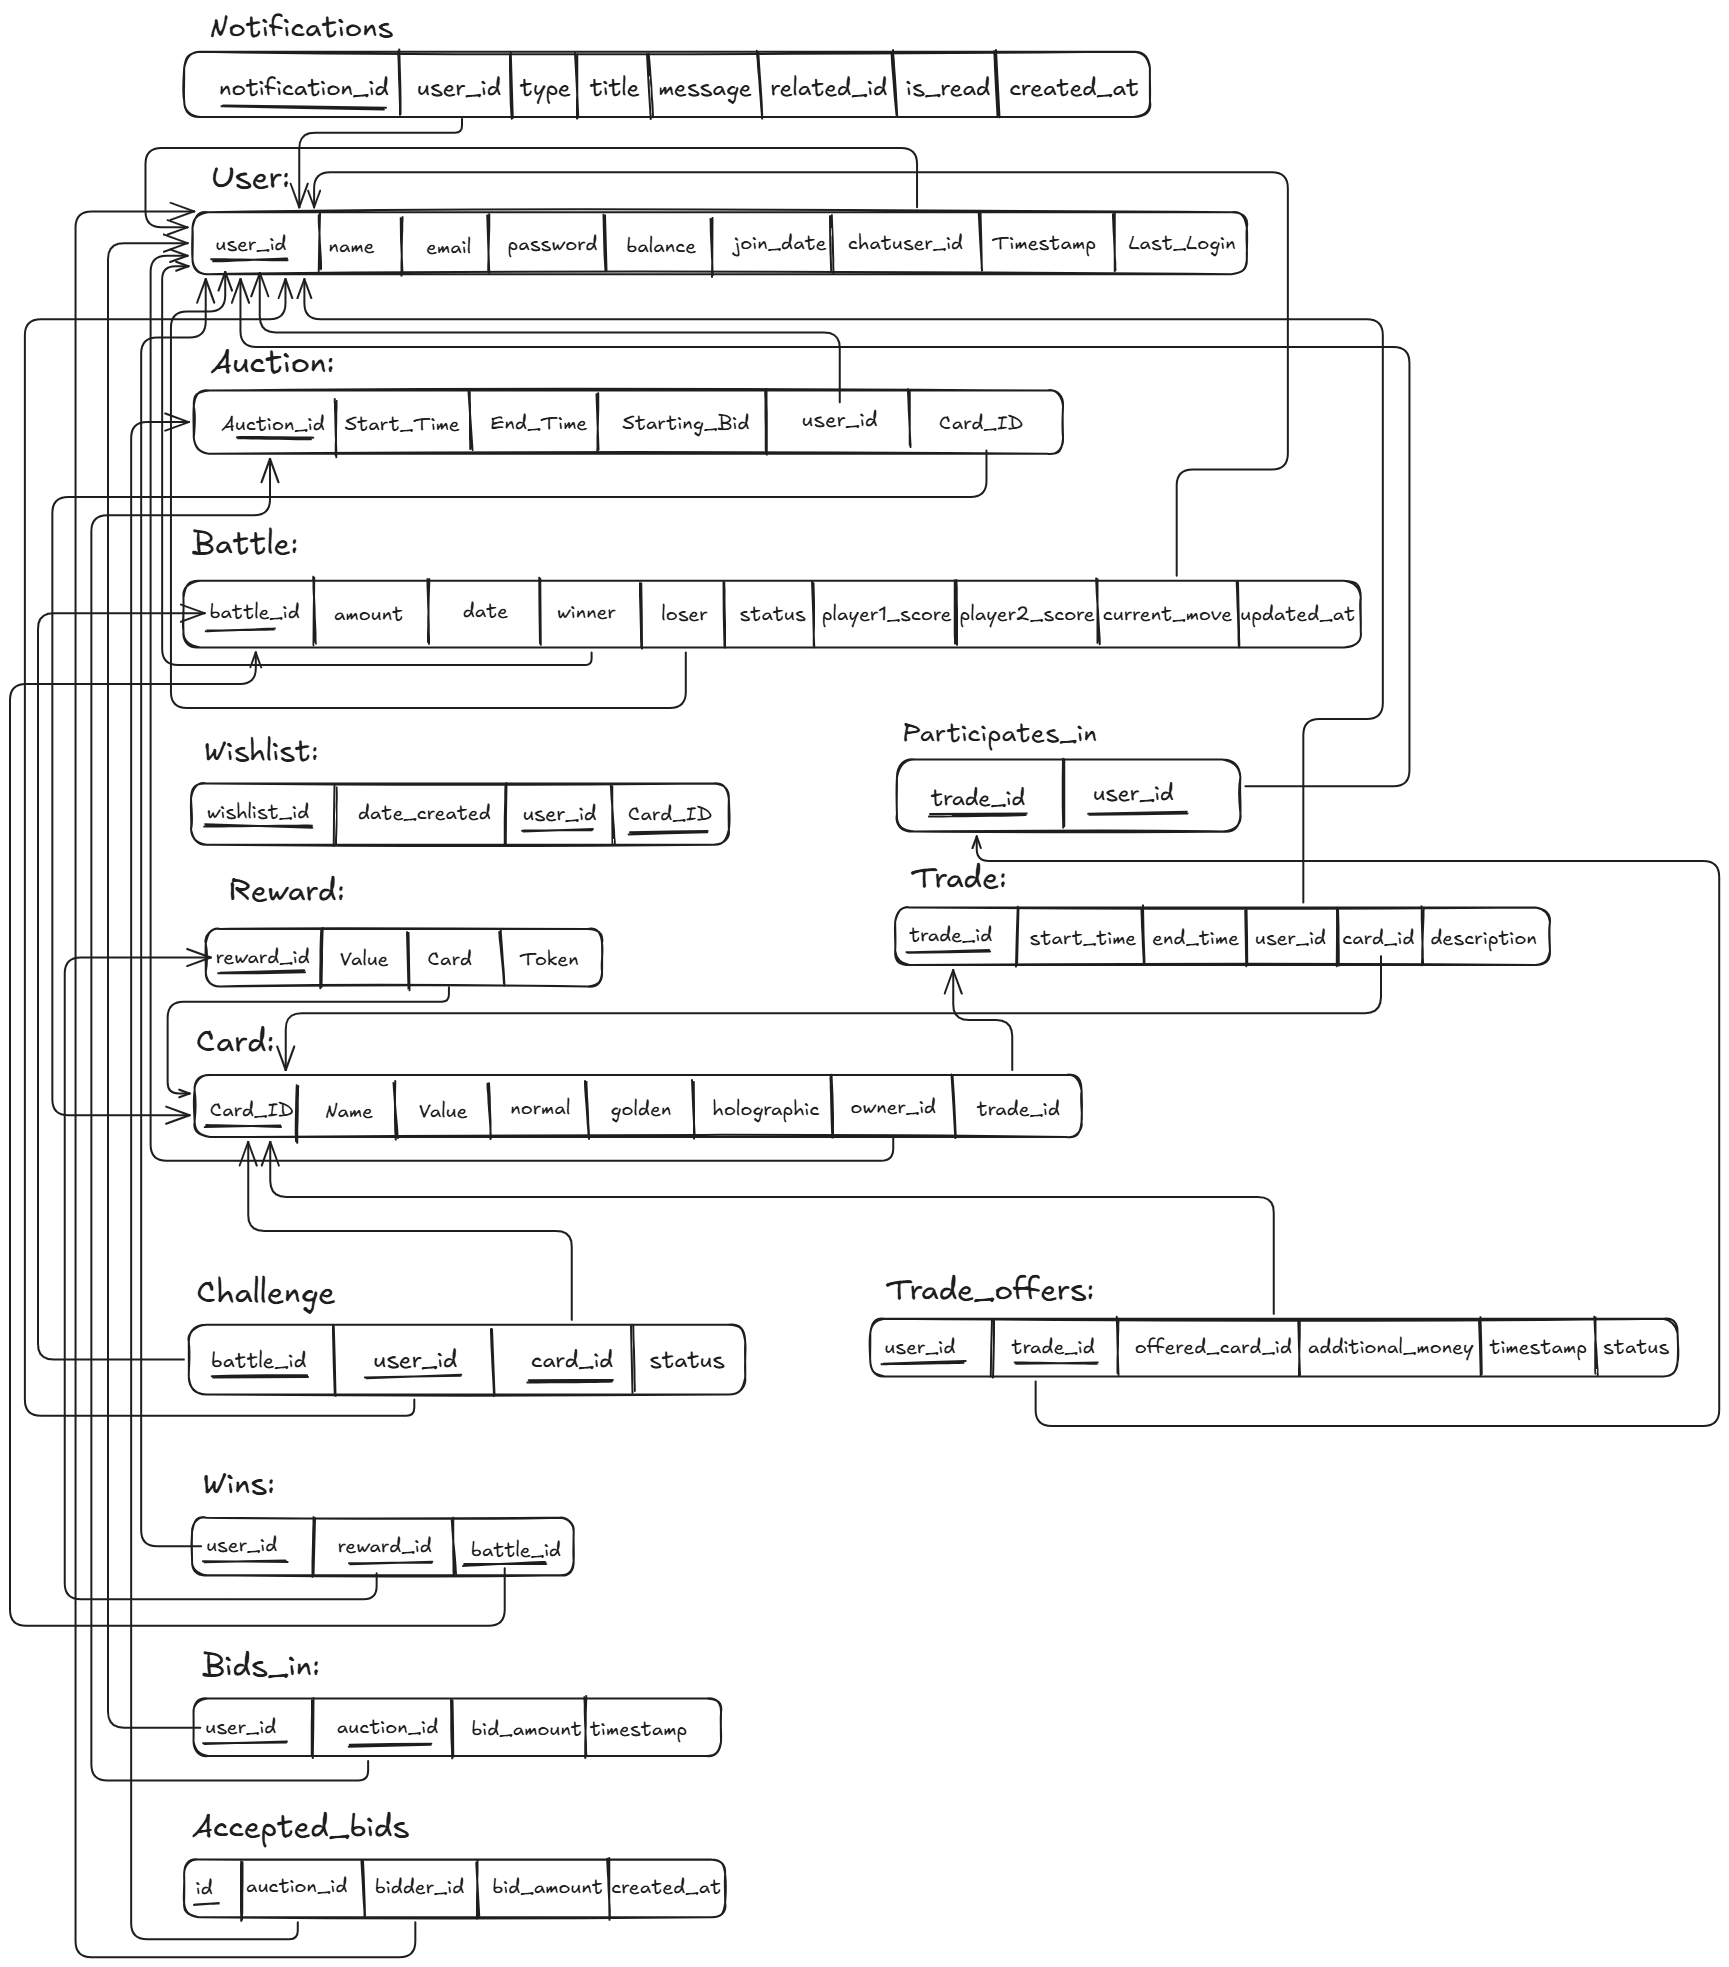 Notifications
notification_id user_id type title message related_id is_read created_at
User:
user_id name email password balance join_date chatuser_id Timestamp Last_Login
Auction:
Auction_id Start_Time End_Time Starting_Bid user_id Card_ID
Battle:
battle_id amount date winner loser status player1_score player2_score current_move updated_at
Participates_in
trade_id user_id
Wishlist:
wishlist_id date_created user_id Card_ID
Trade:
trade_id start_time end_time user_id card_id description
Reward:
reward_id Value Card Token
Card:
Card_ID Name Value normal golden holographic owner_id trade_id
Challenge
battle_id user_id card_id status
Trade_offers:
user_id trade_id offered_card_id additional_money timestamp status
Wins:
user_id reward_id battle_id
Bids_in:
user_id auction_id bid_amount timestamp
Accepted_bids
id auction_id bidder_id bid_amount created_at